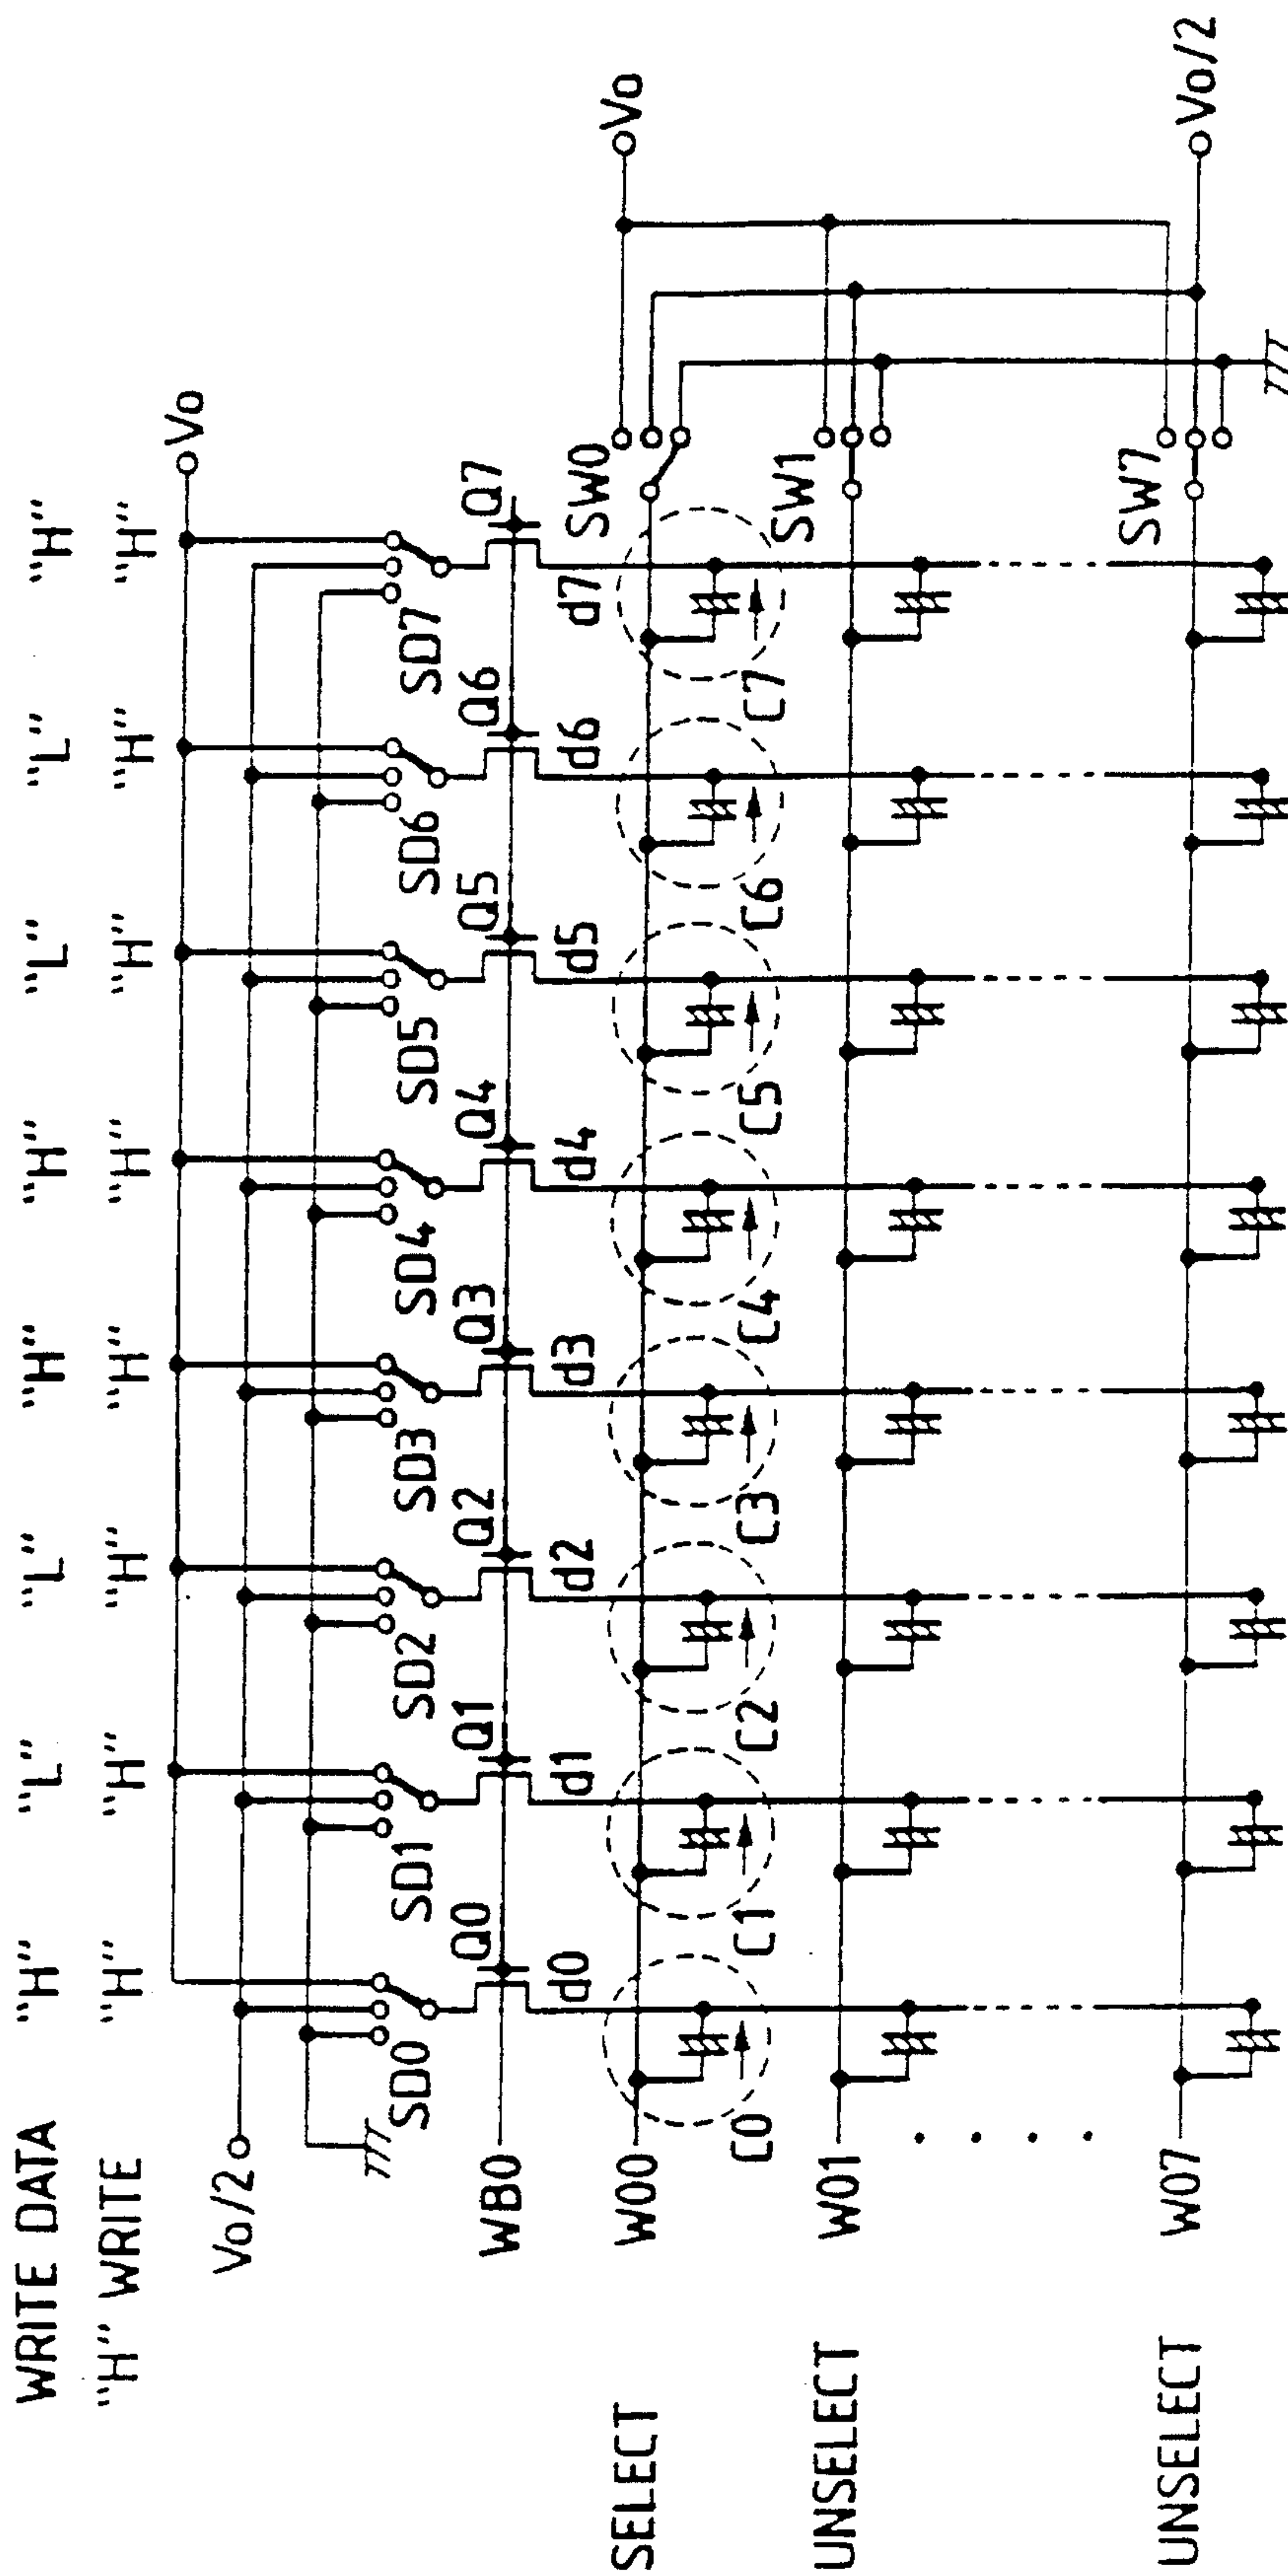 WRITE DATA "H" "L" "L" "H" "H" "L" "L" "H"
"H" WRITE "H" "H" "H" "H" "H" "H" "H" "H"
Vo
Vo/2
SD0 SD1 SD2 SD3 SD4 SD5 SD6 SD7
Q0 Q1 Q2 Q3 Q4 Q5 Q6 Q7
WB0
d0 d1 d2 d3 d4 d5 d6 d7
SW0
Vo
SELECT W00
C0 C1 C2 C3 C4 C5 C6 C7
SW1
UNSELECT W01
SW7
UNSELECT W07
Vo/2